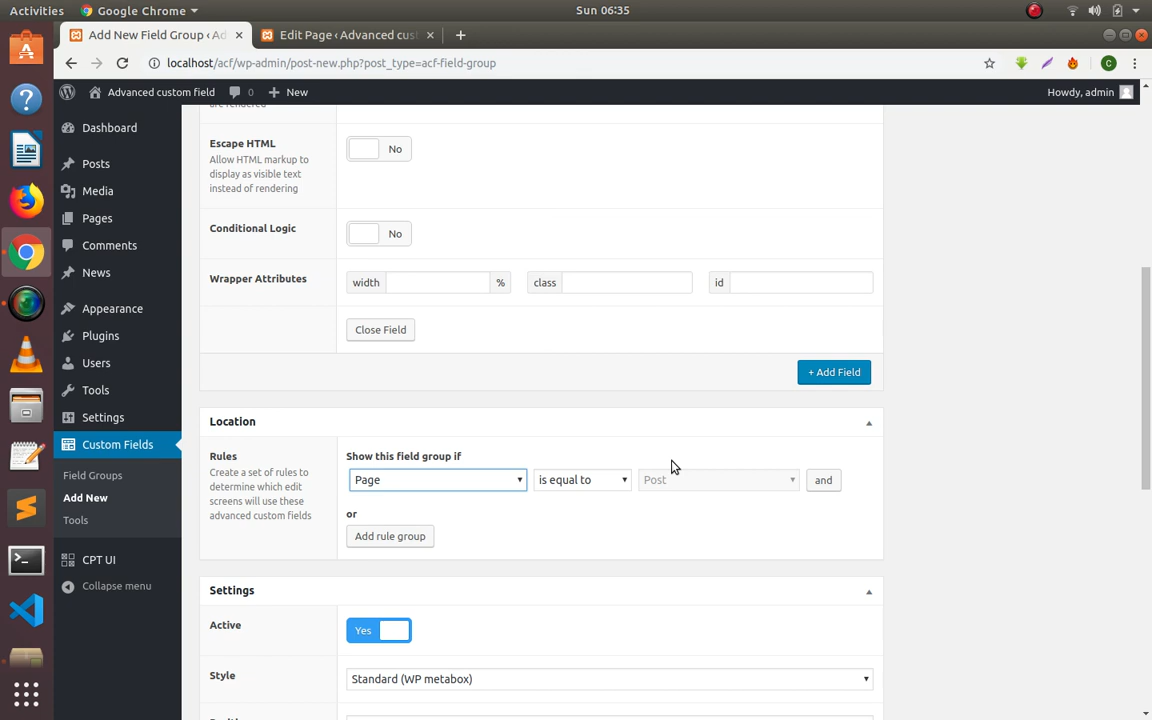 Activities
Google Chrome
Sun 06:35
Add New Field Group ‹ Ad
Edit Page ‹ Advanced cust
localhost/acf/wp-admin/post-new.php?post_type=acf-field-group
C
Advanced custom field
0
New
Howdy, admin
Dashboard
Posts
Media
Pages
Comments
News
Appearance
Plugins
Users
Tools
Settings
Custom Fields
Field Groups
Add New
Tools
CPT UI
Collapse menu
are rendered
Escape HTML
Allow HTML markup to
display as visible text
instead of rendering
No
Conditional Logic
No
Wrapper Attributes
width
%
class
id
Close Field
+ Add Field
Location
Rules
Create a set of rules to
determine which edit
screens will use these
advanced custom fields
Show this field group if
Page
is equal to
Post
and
or
Add rule group
Settings
Active
Yes
Style
Standard (WP metabox)